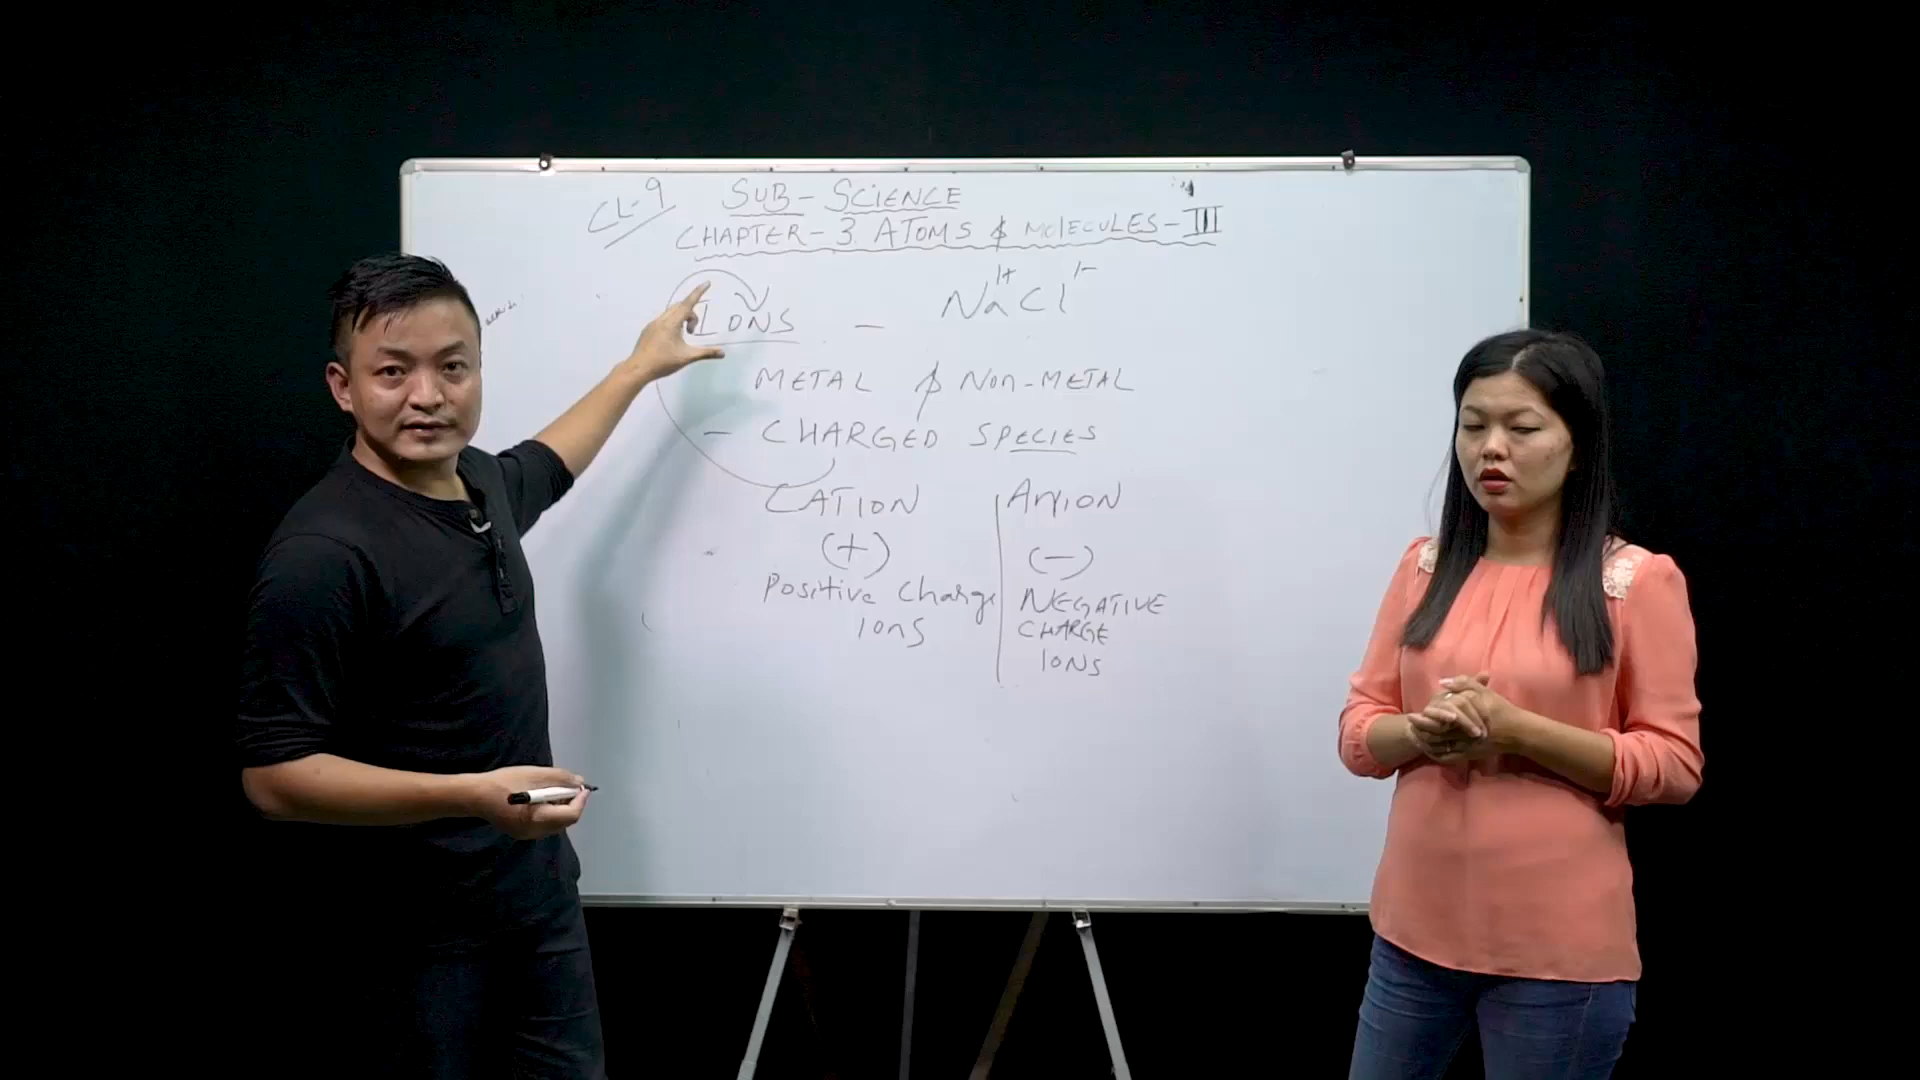 CL-9 SUB-SCIENCE
CHAPTER-3 ATOMS & MOLECULES-III
IONS – Na¹⁺Cl¹⁻
METAL & NON-METAL
– CHARGED SPECIES
CATION ANION
(+) (–)
Positive Charge NEGATIVE
Ions CHARGE
IONS